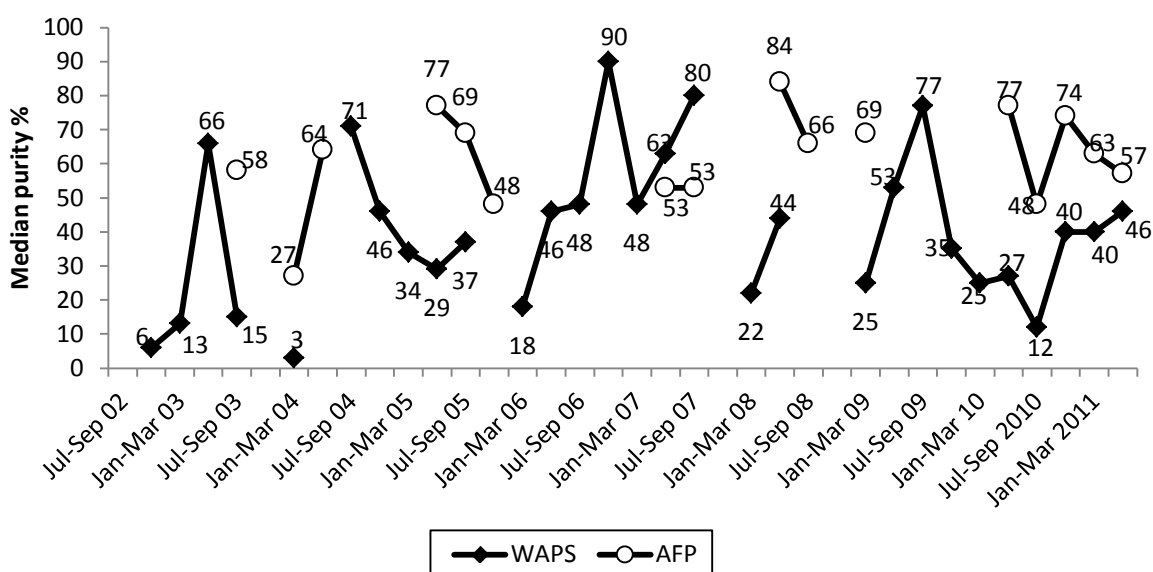 Median purity %
100
90
80
70
60
50
40
30
20
10
0
6
13
66
15
58
27
3
64
71
46
34
77
29
69
37
48
18
46
48
90
48
63
53
80
53
22
84
44
66
69
25
53
77
35
25
77
27
48
12
74
40
63
40
57
46
Jul-Sep 02
Jan-Mar 03
Jul-Sep 03
Jan-Mar 04
Jul-Sep 04
Jan-Mar 05
Jul-Sep 05
Jan-Mar 06
Jul-Sep 06
Jan-Mar 07
Jul-Sep 07
Jan-Mar 08
Jul-Sep 08
Jan-Mar 09
Jul-Sep 09
Jan-Mar 10
Jul-Sep 2010
Jan-Mar 2011
WAPS
AFP